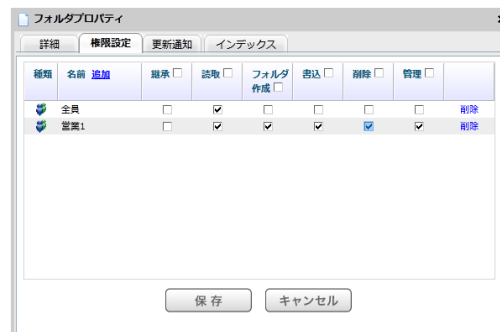 フォルダプロパティ
詳細 権限設定 更新通知 インデックス
種類 名前 追加 継承 読取 フォルダ 書込 削除 管理
作成
全員 削除
営業1 削除
保存 キャンセル